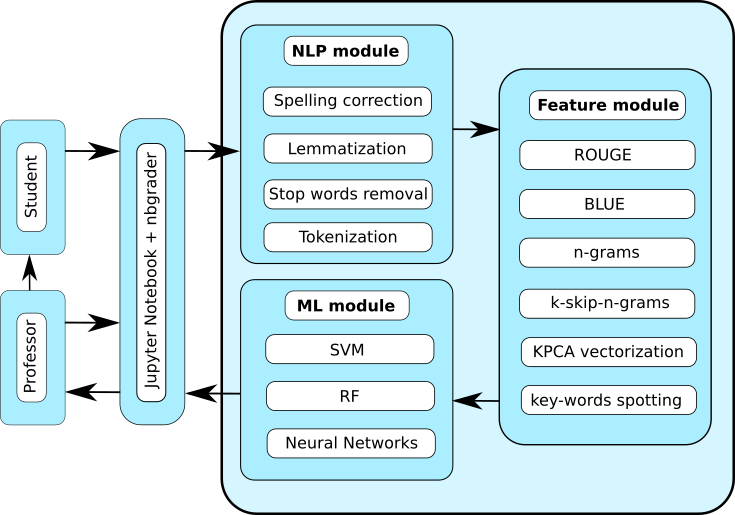 Student
Professor
Jupyter Notebook + nbgrader
NLP module
Spelling correction
Lemmatization
Stop words removal
Tokenization
ML module
SVM
RF
Neural Networks
Feature module
ROUGE
BLUE
n-grams
k-skip-n-grams
KPCA vectorization
key-words spotting